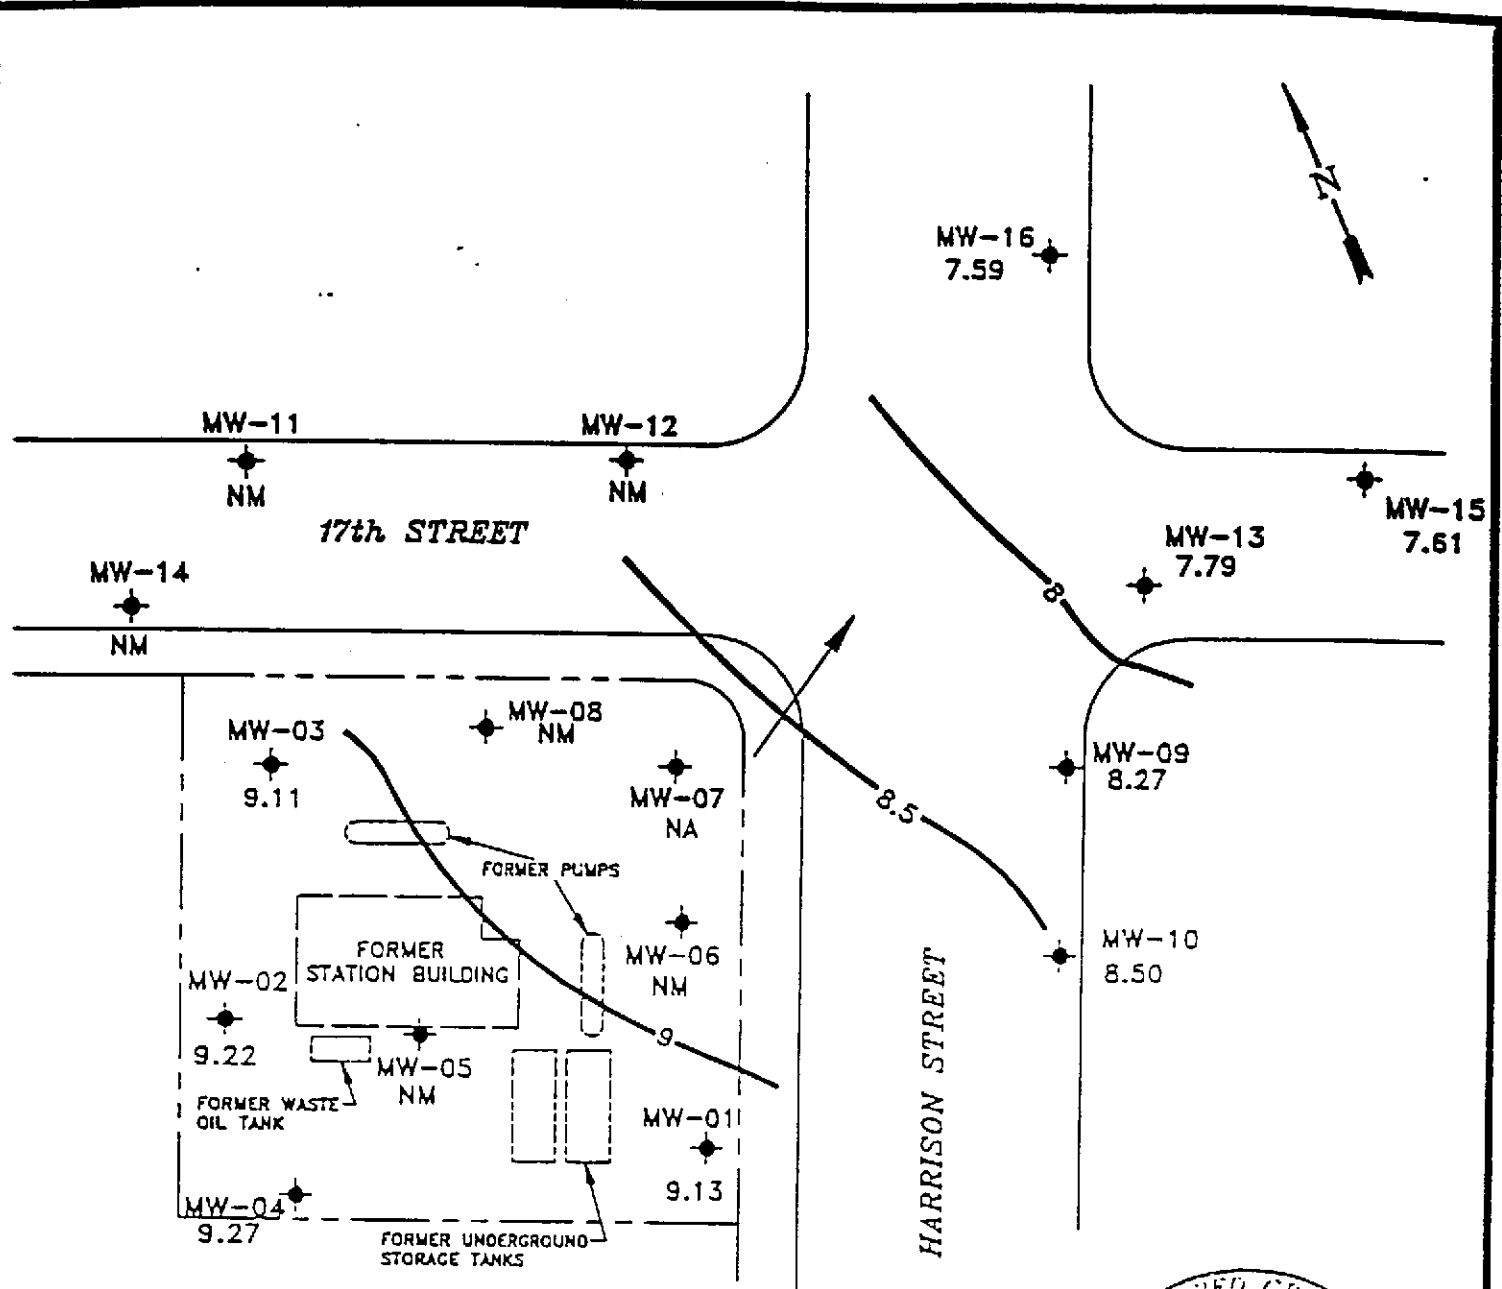 N
MW-16
7.59
MW-11
NM
MW-12
NM
17th STREET
MW-15
7.61
MW-13
7.79
MW-14
NM
8
MW-03
9.11
MW-08
NM
MW-07
NA
MW-09
8.27
8.5
FORMER PUMPS
FORMER
STATION BUILDING
MW-06
NM
MW-10
8.50
MW-02
9.22
9
MW-05
NM
FORMER WASTE
OIL TANK
MW-01
9.13
HARRISON STREET
MW-04
9.27
FORMER UNDERGROUND
STORAGE TANKS